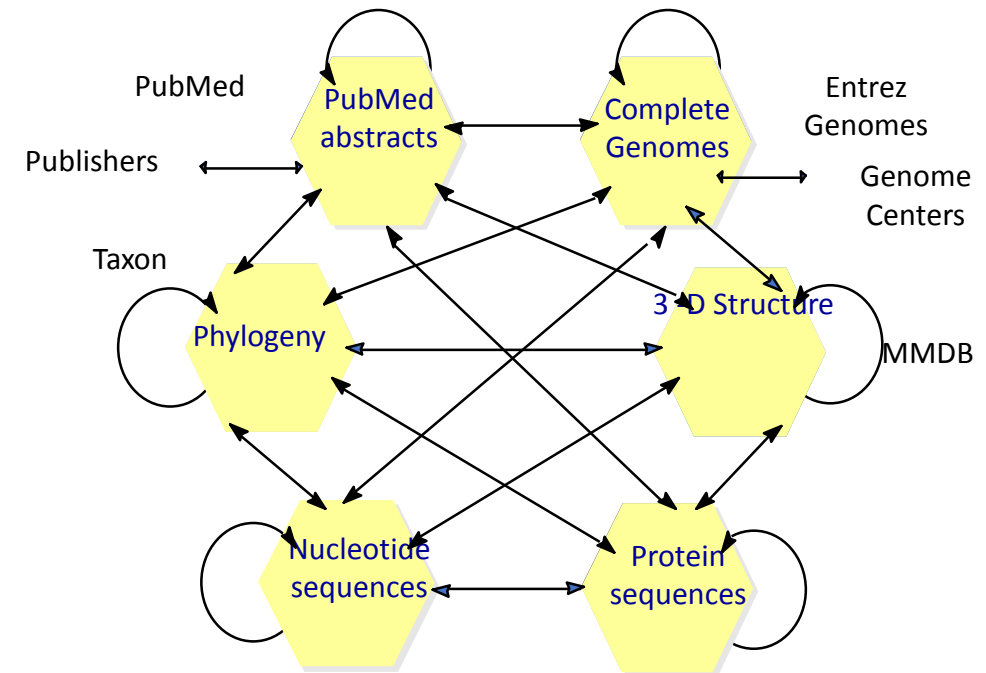 PubMed
PubMed
abstracts
Complete
Genomes
Entrez
Genomes
Publishers
Genome
Centers
Taxon
Phylogeny
3 -D Structure
MMDB
Nucleotide
sequences
Protein
sequences